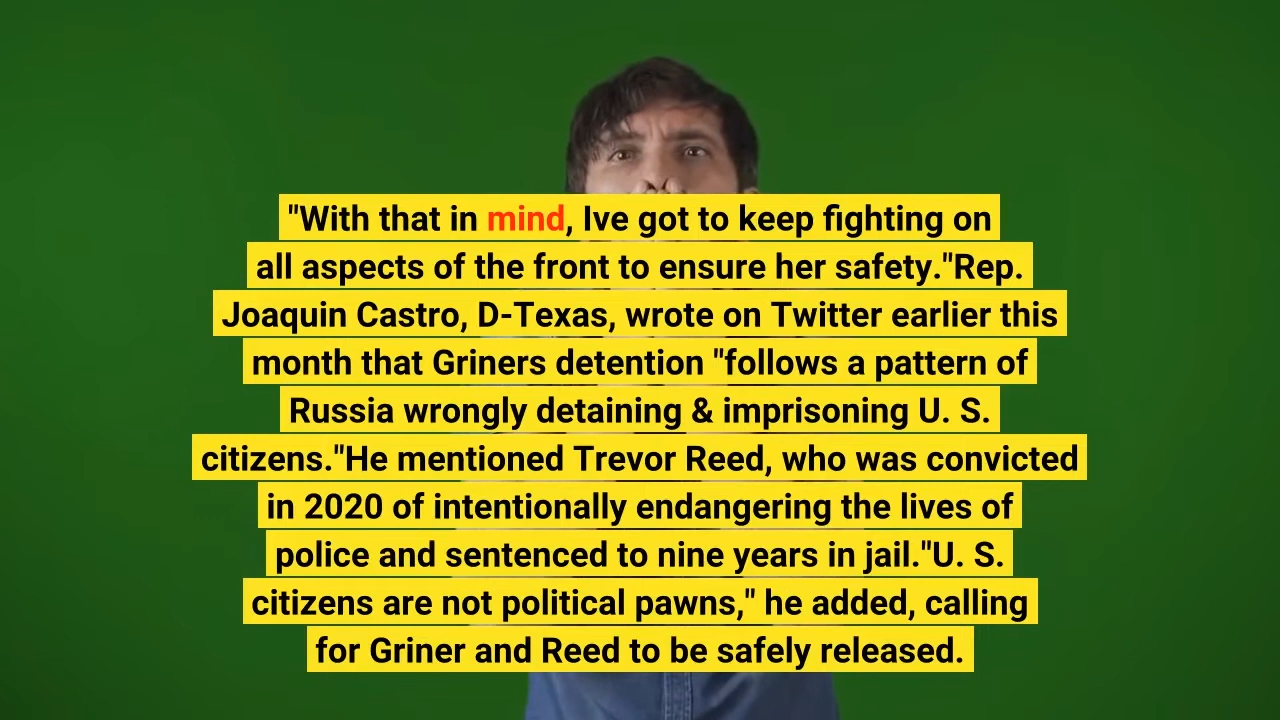 "With that in mind, Ive got to keep fighting on
all aspects of the front to ensure her safety."Rep.
Joaquin Castro, D-Texas, wrote on Twitter earlier this
month that Griners detention "follows a pattern of
Russia wrongly detaining & imprisoning U. S.
citizens."He mentioned Trevor Reed, who was convicted
in 2020 of intentionally endangering the lives of
police and sentenced to nine years in jail."U. S.
citizens are not political pawns," he added, calling
for Griner and Reed to be safely released.